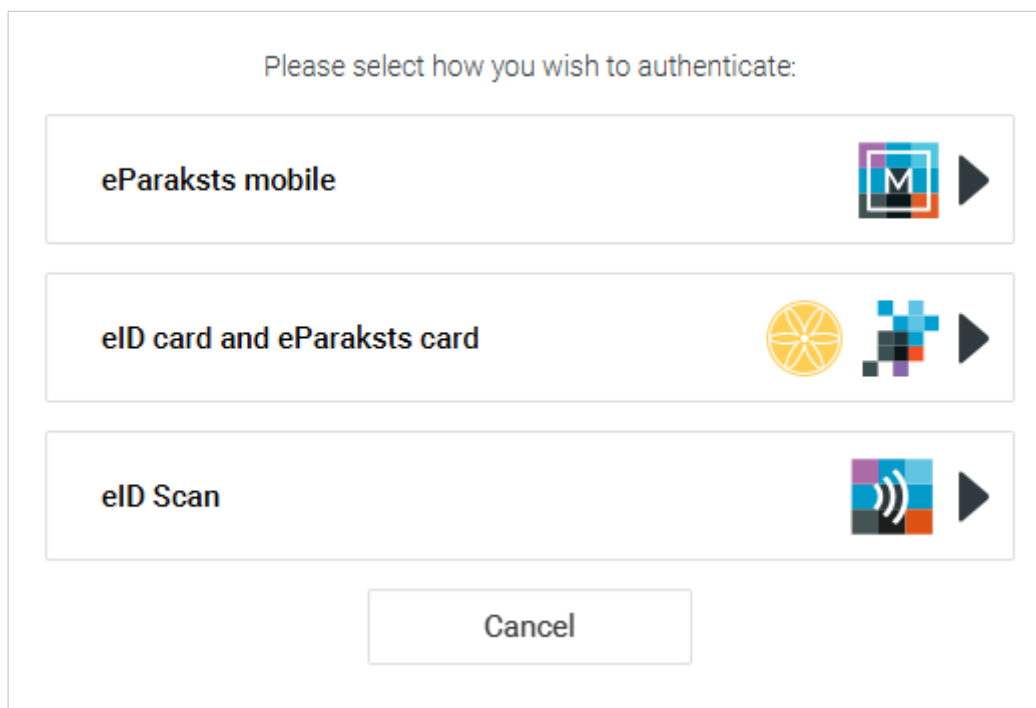 Please select how you wish to authenticate:
eParaksts mobile
M
eID card and eParaksts card
eID Scan
Cancel